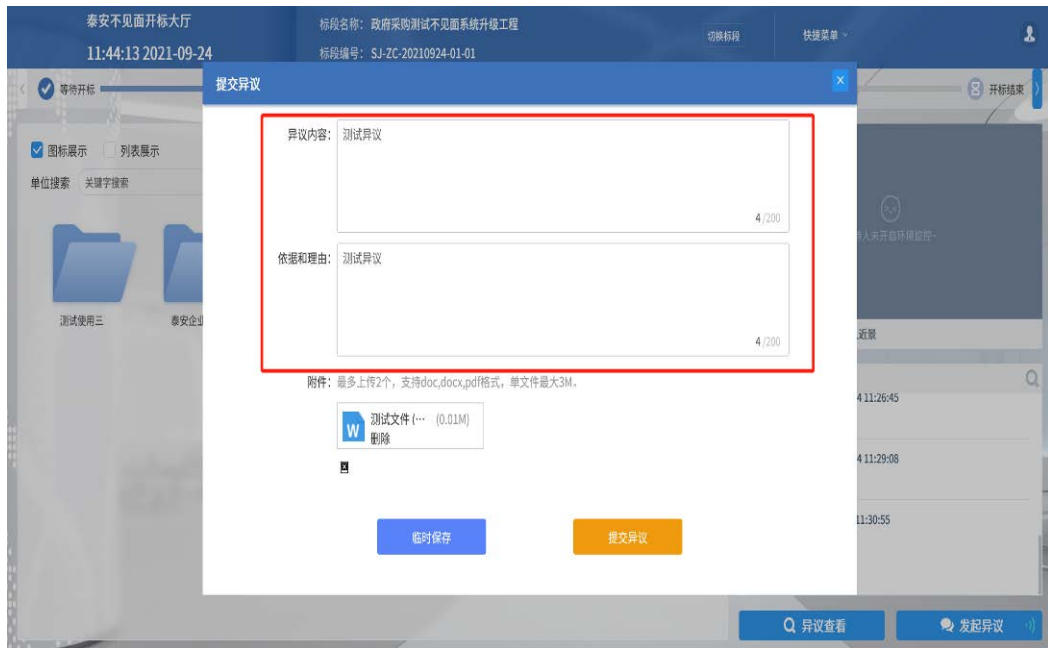 泰安不见面开标大厅
11:44:13 2021-09-24
标段名称： 政府采购测试不见面系统升级工程
标段编号： SJ-ZC-20210924-01-01
切换标段
快捷菜单
等待开标
开标结束
提交异议
图标展示
列表展示
单位搜索
关键字搜索
测试使用三
泰安企业
异议内容：
测试异议
4 /200
依据和理由：
测试异议
4 /200
附件：
最多上传2个，支持doc,docx,pdf格式，单文件最大3M。
W
测试文件 (… (0.01M)
删除
临时保存
提交异议
人未开启环境监控~
近景
4 11:26:45
4 11:29:08
11:30:55
异议查看
发起异议